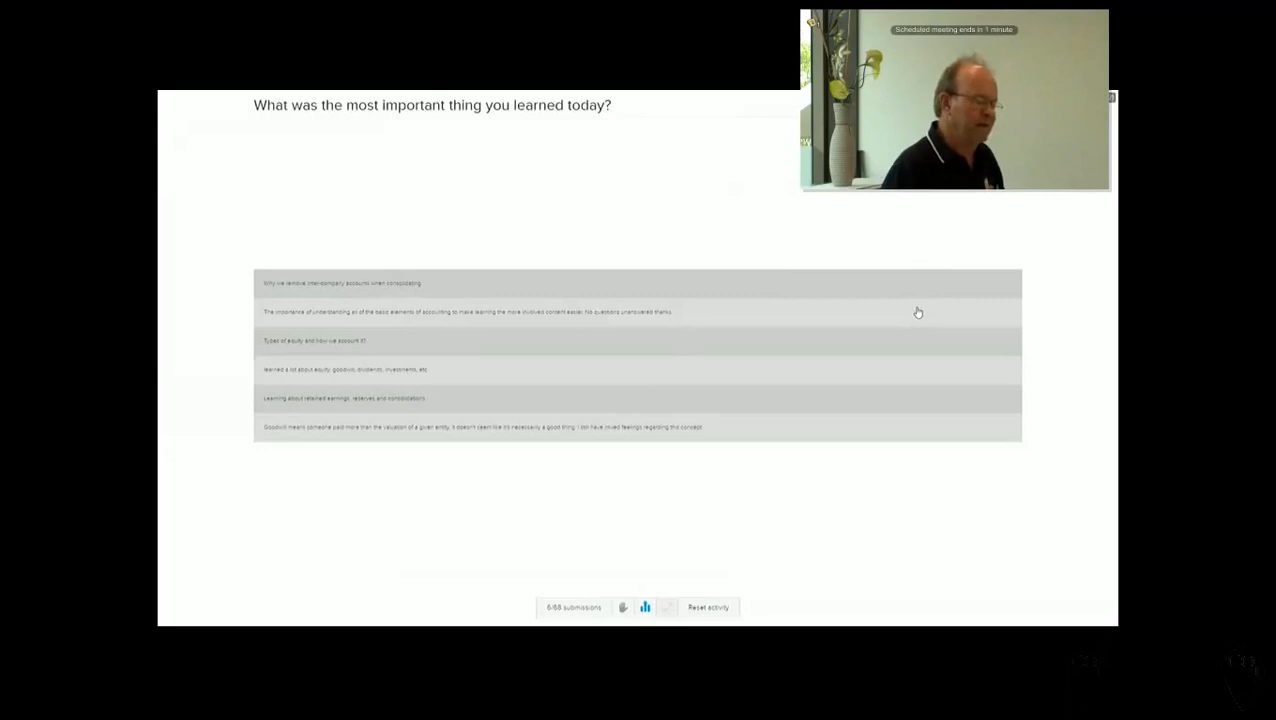 Scheduled meeting ends in 1 minute
What was the most important thing you learned today?
Why we remove intercompany accounts when consolidating
The importance of understanding all of the basic elements of accounting to make learning the more involved content easier. No questions unanswered thanks.
Types of equity and how we account it?
learned a lot about equity, goodwill, dividends, investments, etc
Learning about retained earnings, reserves and consolidations
Goodwill means someone paid more than the valuation of a given entity, it doesn't seem like it's necessarily a good thing. I still have mixed feelings regarding this concept
6/68 submissions
Reset activity